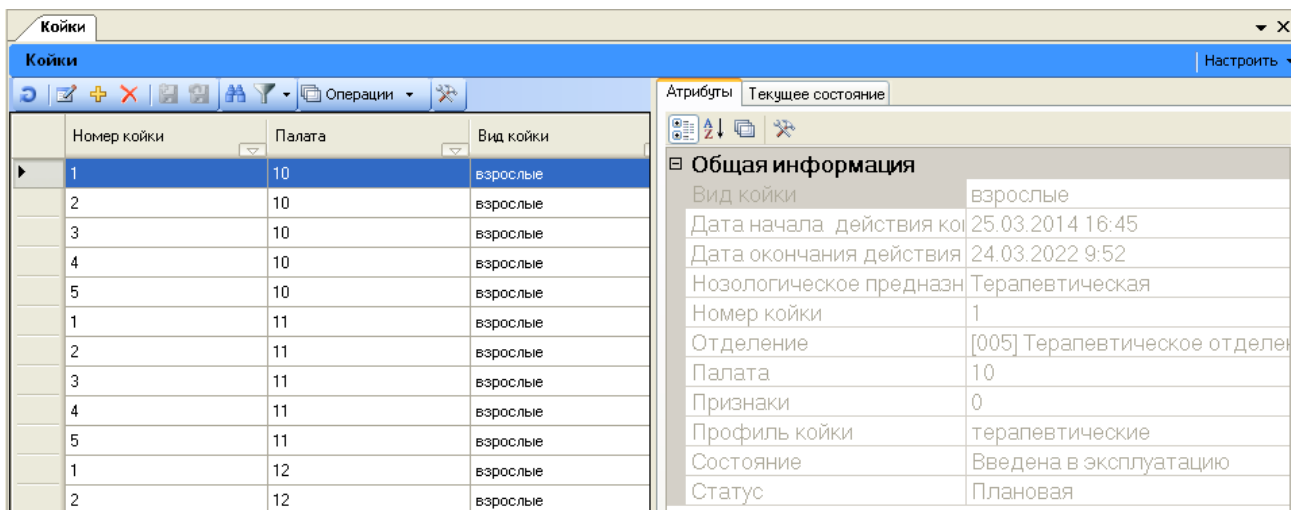 Койки
Койки Настроить
Операции
Атрибуты Текущее состояние
Номер койки Палата Вид койки
1 10 взрослые
2 10 взрослые
3 10 взрослые
4 10 взрослые
5 10 взрослые
1 11 взрослые
2 11 взрослые
3 11 взрослые
4 11 взрослые
5 11 взрослые
1 12 взрослые
2 12 взрослые
Общая информация
Вид койки взрослые
Дата начала действия кой 25.03.2014 16:45
Дата окончания действия 24.03.2022 9:52
Нозологическое предназн Терапевтическая
Номер койки 1
Отделение [005] Терапевтическое отделен
Палата 10
Признаки 0
Профиль койки терапевтические
Состояние Введена в эксплуатацию
Статус Плановая